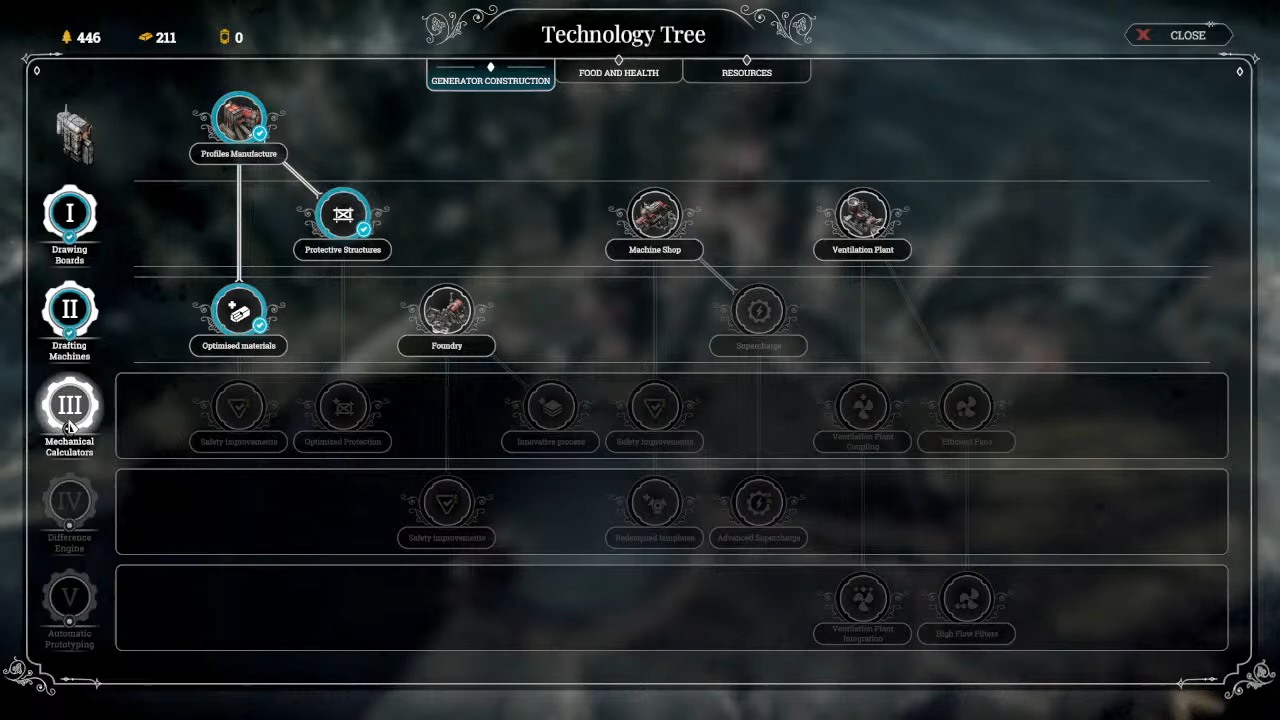 446
211
0
Technology Tree
CLOSE
GENERATOR CONSTRUCTION
FOOD AND HEALTH
RESOURCES
Profiles Manufacture
I
Drawing
Boards
Protective Structures
Machine Shop
Ventilation Plant
II
Drafting
Machines
Optimised materials
Foundry
Supercharge
III
Mechanical
Calculators
Safety improvements
Optimized Protection
Innovative process
Safety improvements
Ventilation Plant
Coupling
Efficient Fans
IV
Difference
Engine
Safety improvements
Redesigned templates
Advanced Supercharge
V
Automatic
Prototyping
Ventilation Plant
Integration
High Flow Filters